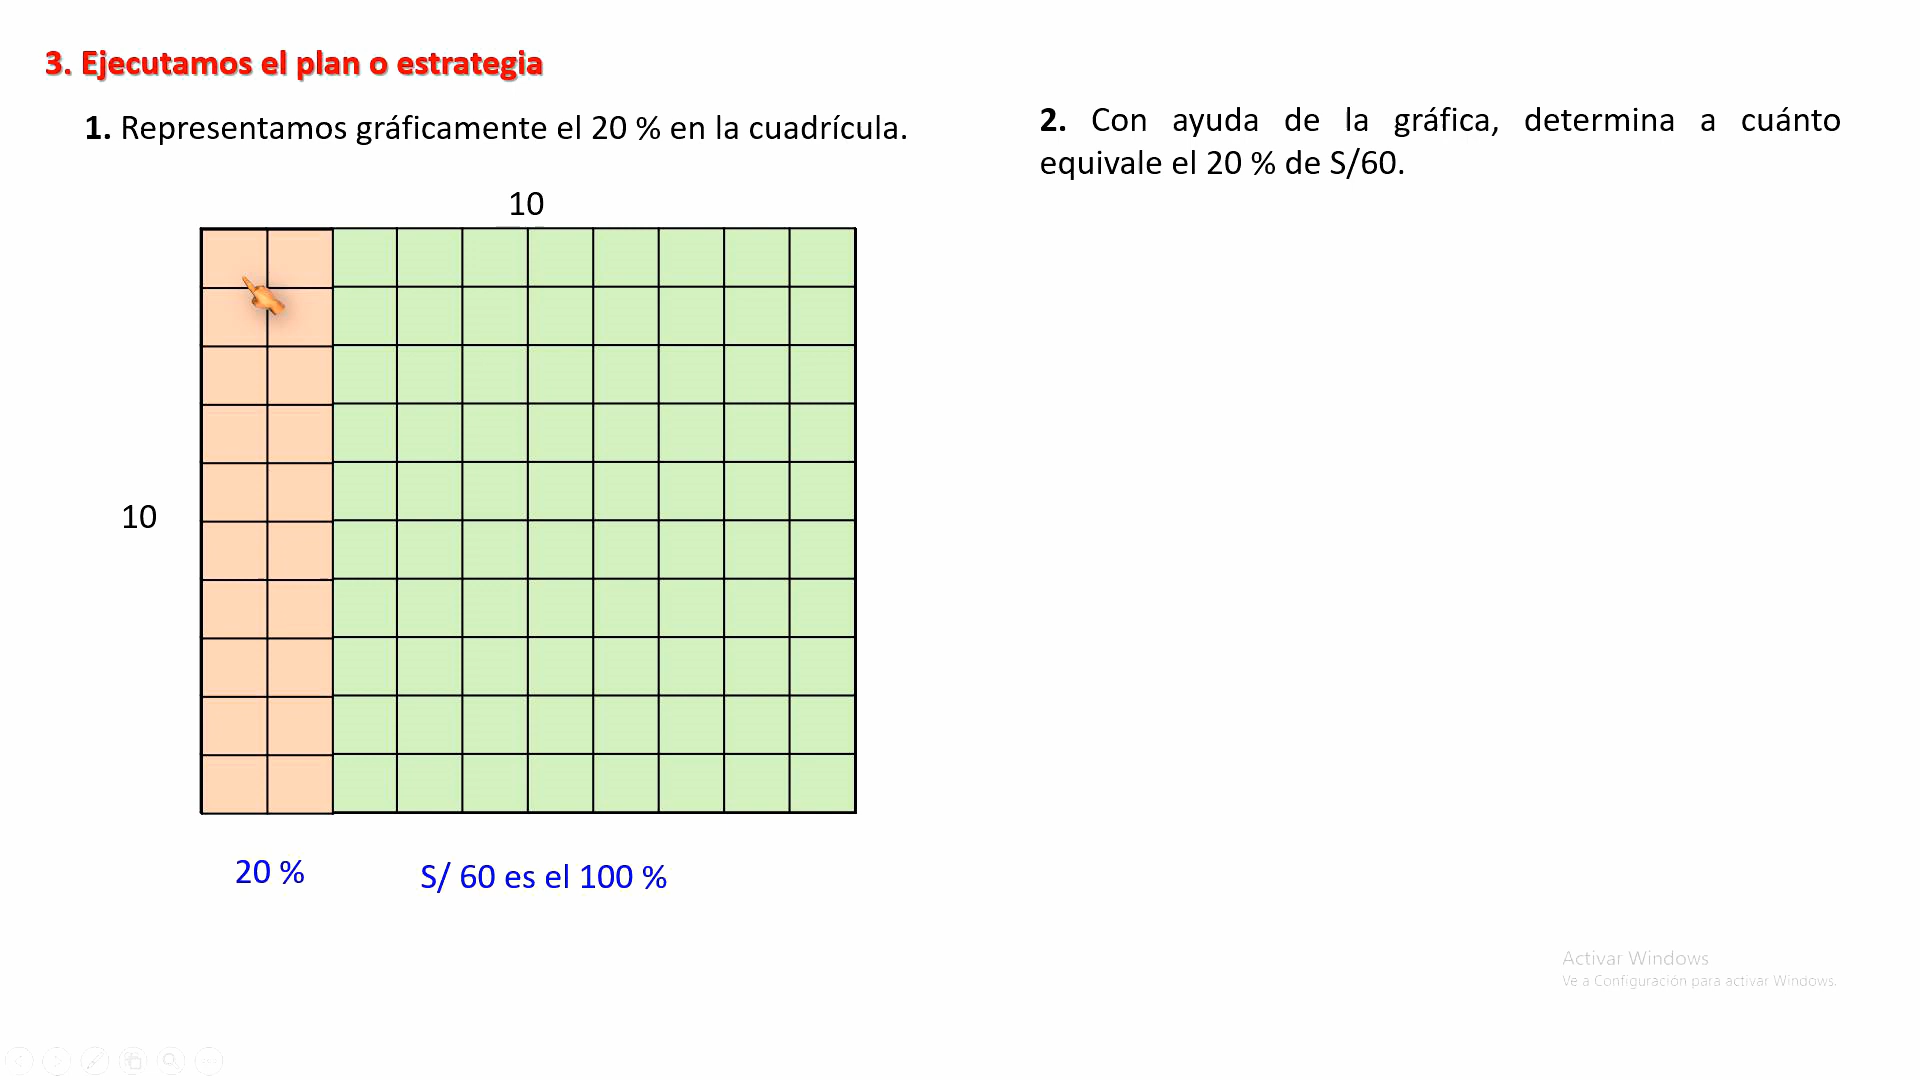 3. Ejecutamos el plan o estrategia
1. Representamos gráficamente el 20 % en la cuadrícula.
10
10
20 %
S/ 60 es el 100 %
2. Con ayuda de la gráfica, determina a cuánto
equivale el 20 % de S/60.
Activar Windows
Ve a Configuración para activar Windows.